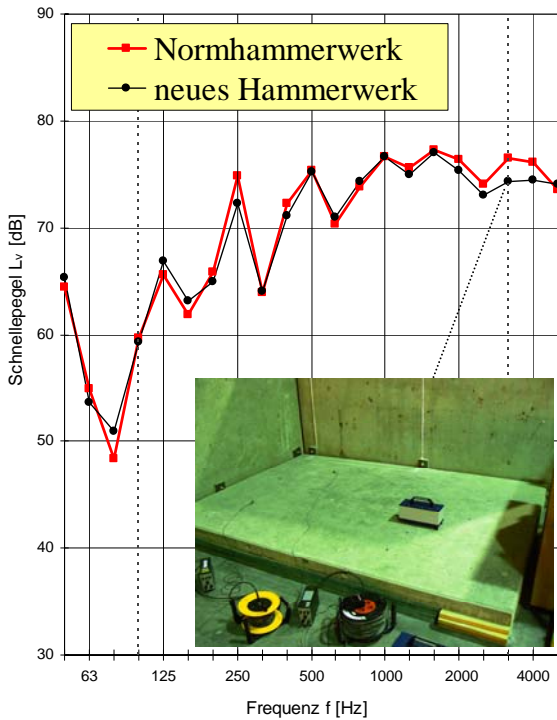 Normhammerwerk
neues Hammerwerk
90
80
70
60
50
40
30
Schnellepegel Lv [dB]
63 125 250 500 1000 2000 4000
Frequenz f [Hz]